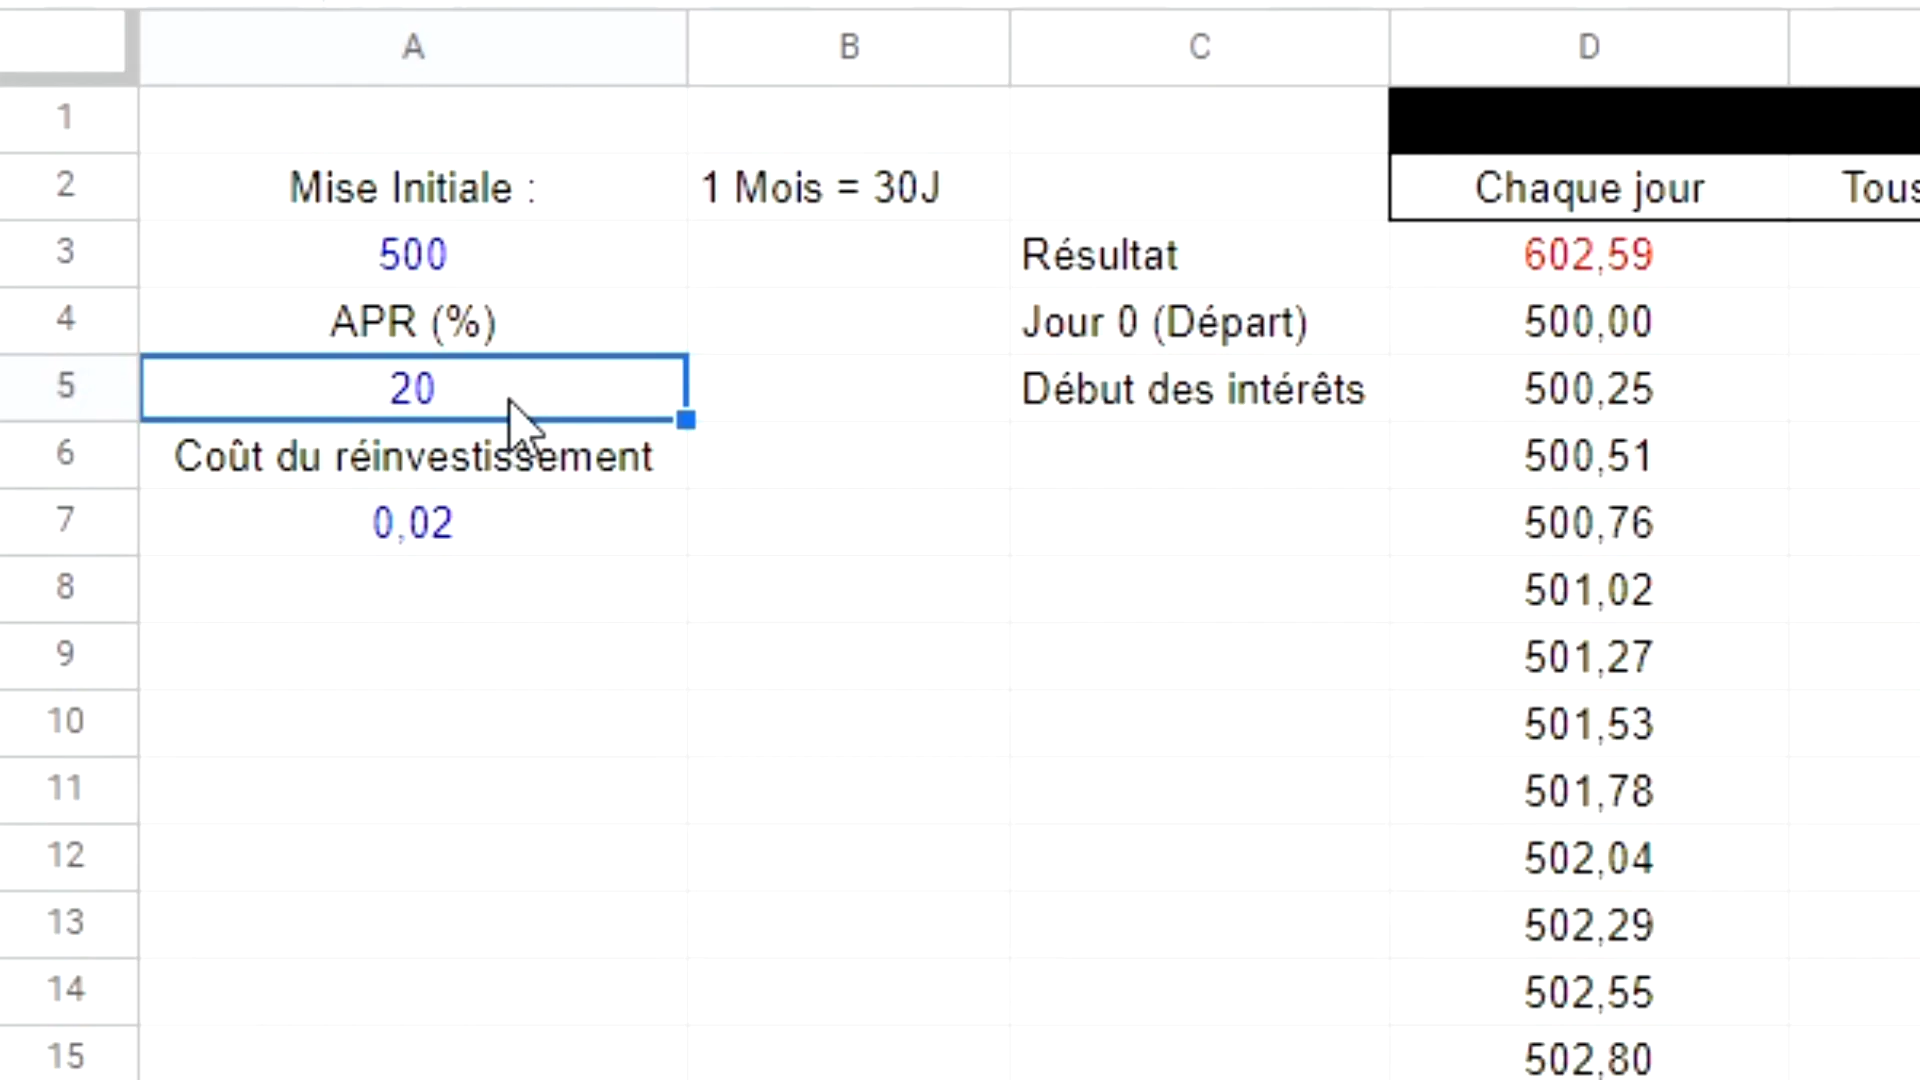 A B C D
1
2 Mise Initiale : 1 Mois = 30J Chaque jour Tous
3 500 Résultat 602,59
4 APR (%) Jour 0 (Départ) 500,00
5 20 Début des intérêts 500,25
6 Coût du réinvestissement 500,51
7 0,02 500,76
8 501,02
9 501,27
10 501,53
11 501,78
12 502,04
13 502,29
14 502,55
15 502,80